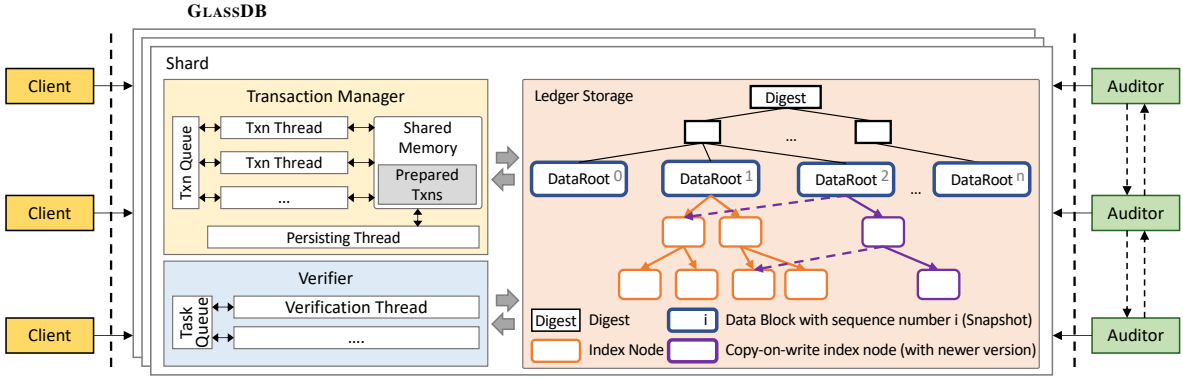 GLASSDB
Shard
Client
Client
Client
Transaction Manager
Txn Queue
Txn Thread
Txn Thread
...
Shared
Memory
Prepared
Txns
Persisting Thread
Verifier
Task
Queue
Verification Thread
....
Ledger Storage
Digest
...
DataRoot 0
DataRoot 1
DataRoot 2
...
DataRoot n
Digest Digest
i Data Block with sequence number i (Snapshot)
Index Node
Copy-on-write index node (with newer version)
Auditor
Auditor
Auditor